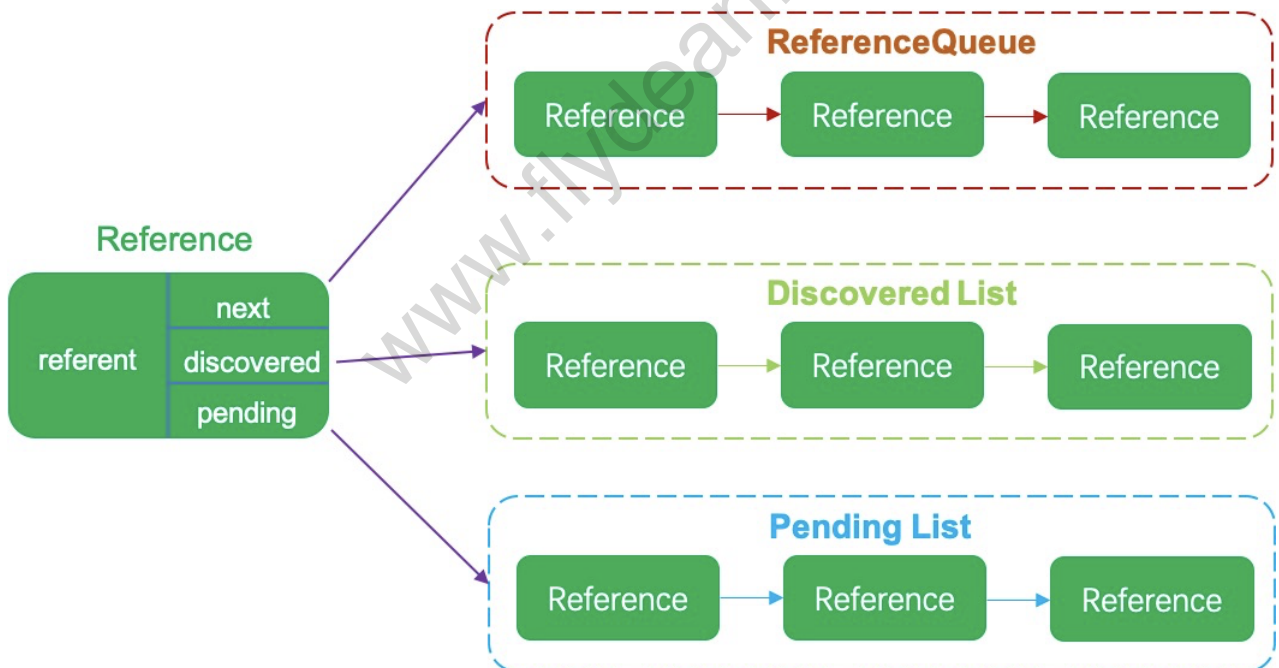 ReferenceQueue
Reference Reference Reference
Reference
referent
next
discovered
pending
Discovered List
Reference Reference Reference
Pending List
Reference Reference Reference